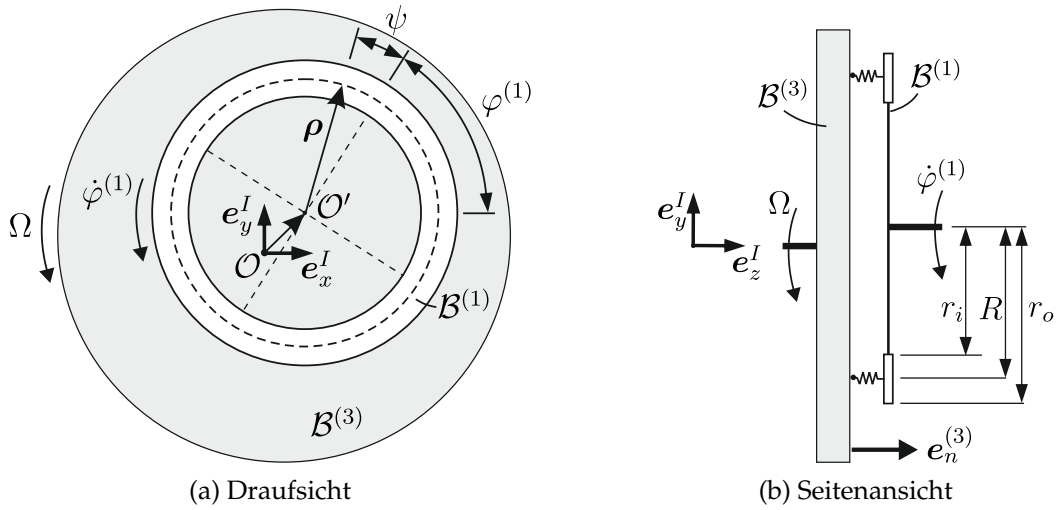 ψ
φ^(1)
ρ
φ̇^(1)
Ω
e_y^I
O'
O
e_x^I
B^(1)
B^(3)
(a) Draufsicht
B^(3)
B^(1)
Ω
φ̇^(1)
e_y^I
e_z^I
r_i
R
r_o
e_n^(3)
(b) Seitenansicht